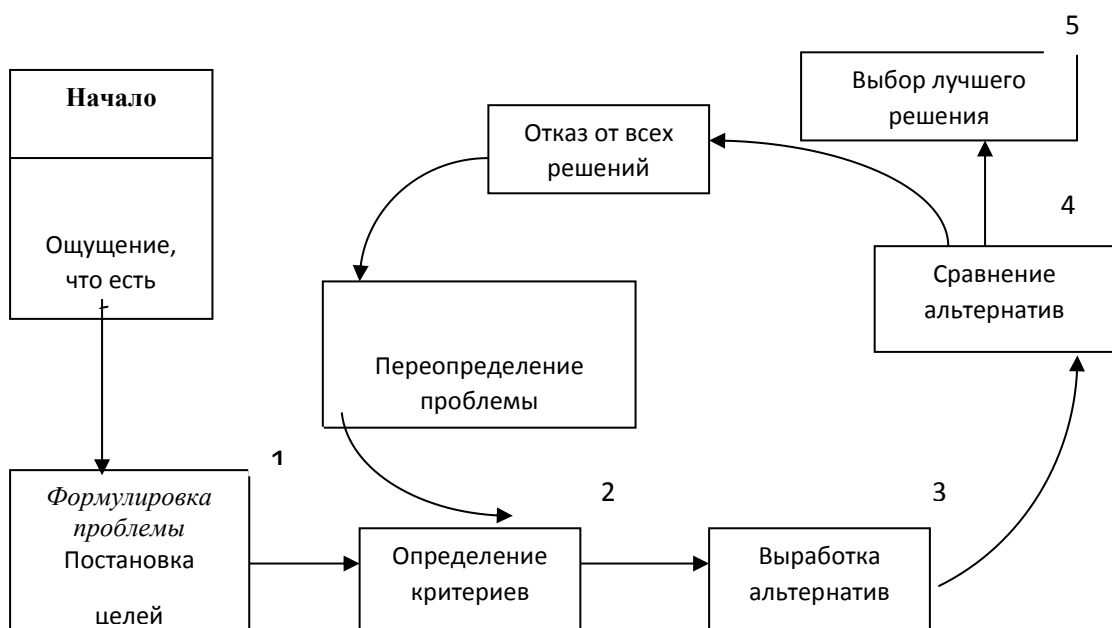 5
Начало
Выбор лучшего
решения
Отказ от всех
решений
4
Ощущение,
что есть
Сравнение
альтернатив
Переопределение
проблемы
1
Формулировка
проблемы
Постановка
целей
2
Определение
критериев
3
Выработка
альтернатив